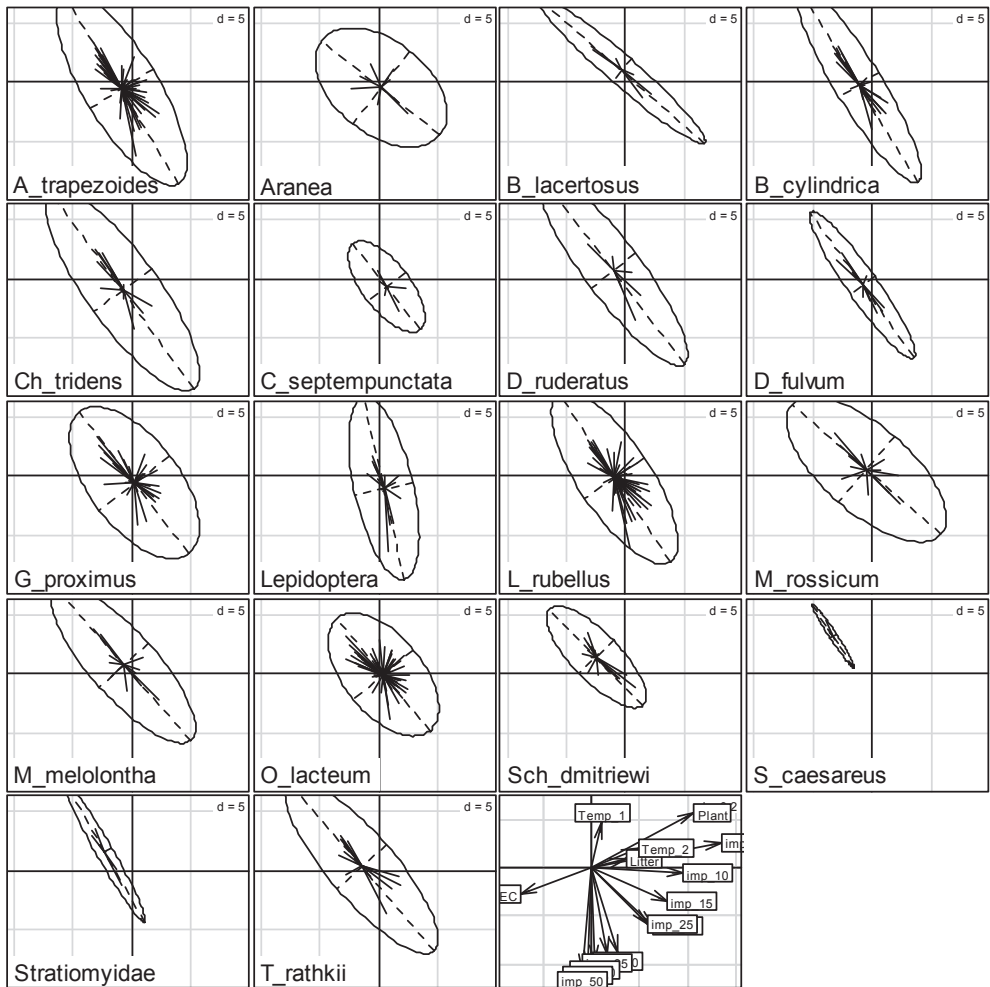 d = 5
A_trapezoides
d = 5
Aranea
d = 5
B_lacertosus
d = 5
B_cylindrica
d = 5
Ch_tridens
d = 5
C_septempunctata
d = 5
D_ruderatus
d = 5
D_fulvum
d = 5
G_proximus
d = 5
Lepidoptera
d = 5
L_rubellus
d = 5
M_rossicum
d = 5
M_melolontha
d = 5
O_lacteum
d = 5
Sch_dmitriewi
d = 5
S_caesareus
d = 5
Stratiomyidae
d = 5
T_rathkii
Temp_1
Plant
Temp_2
Litter
imp_10
EC
imp_15
imp_25
imp_50